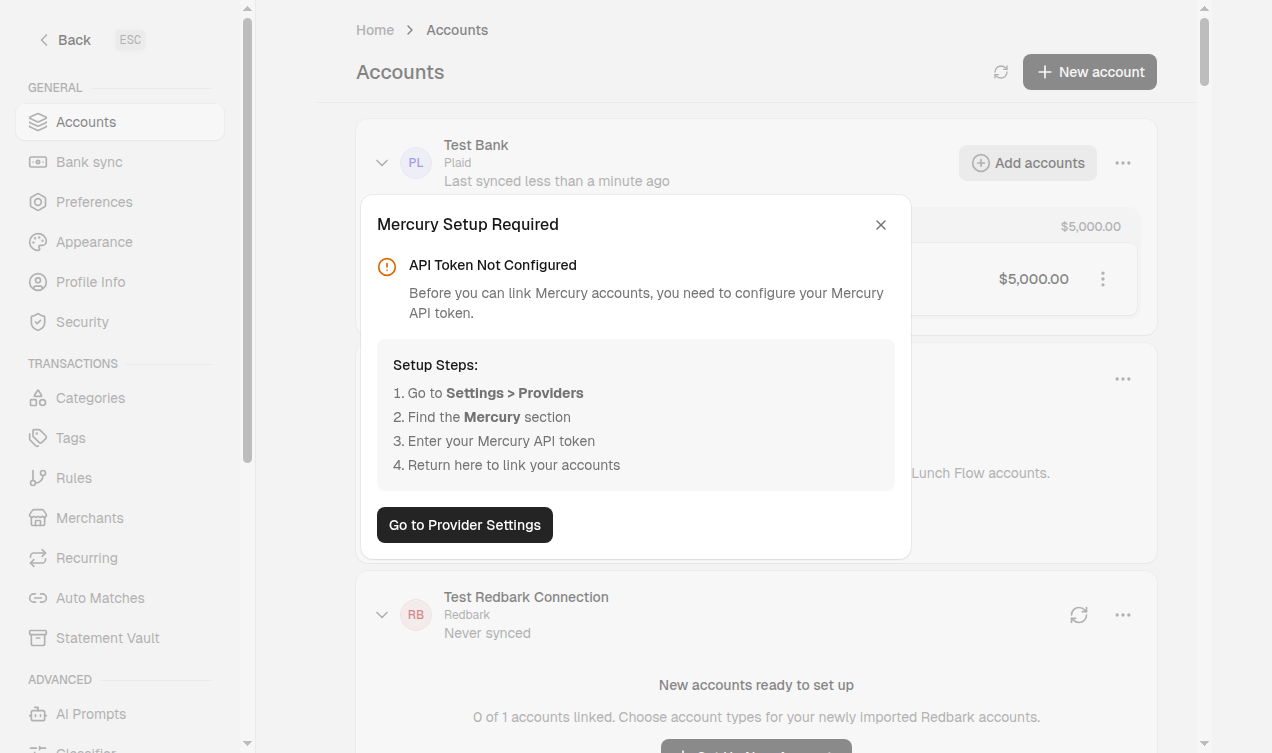 Back ESC
GENERAL
Accounts
Bank sync
Preferences
Appearance
Profile Info
Security
TRANSACTIONS
Categories
Tags
Rules
Merchants
Recurring
Auto Matches
Statement Vault
ADVANCED
AI Prompts
Home > Accounts
Accounts
New account
Test Bank
PL
Plaid
Last synced less than a minute ago
Add accounts
$5,000.00
$5,000.00
Mercury Setup Required
API Token Not Configured
Before you can link Mercury accounts, you need to configure your Mercury
API token.
Setup Steps:
1. Go to Settings > Providers
2. Find the Mercury section
3. Enter your Mercury API token
4. Return here to link your accounts
Go to Provider Settings
Lunch Flow accounts.
RB
Test Redbark Connection
Redbark
Never synced
New accounts ready to set up
0 of 1 accounts linked. Choose account types for your newly imported Redbark accounts.